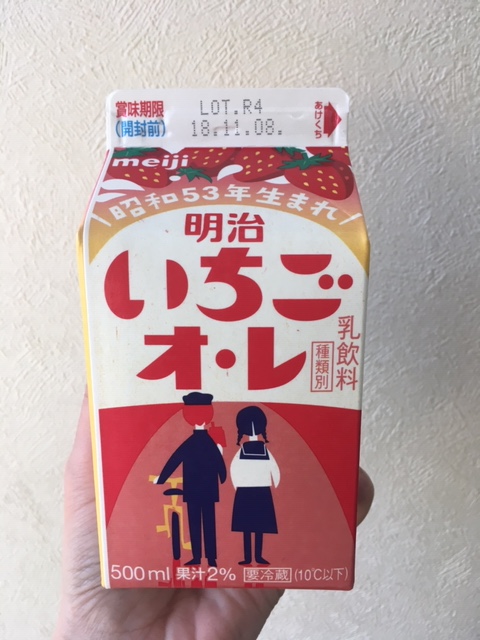 賞味期限
(開封前)
LOT.R4
18.11.08.
あけくち
meiji
昭和53年生まれ
明治
いちご
オ・レ
種類別
乳飲料
500ml 果汁2% 要冷蔵 (10℃以下)